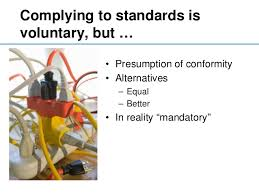 Complying to standards is
voluntary, but …
• Presumption of conformity
• Alternatives
– Equal
– Better
• In reality “mandatory”